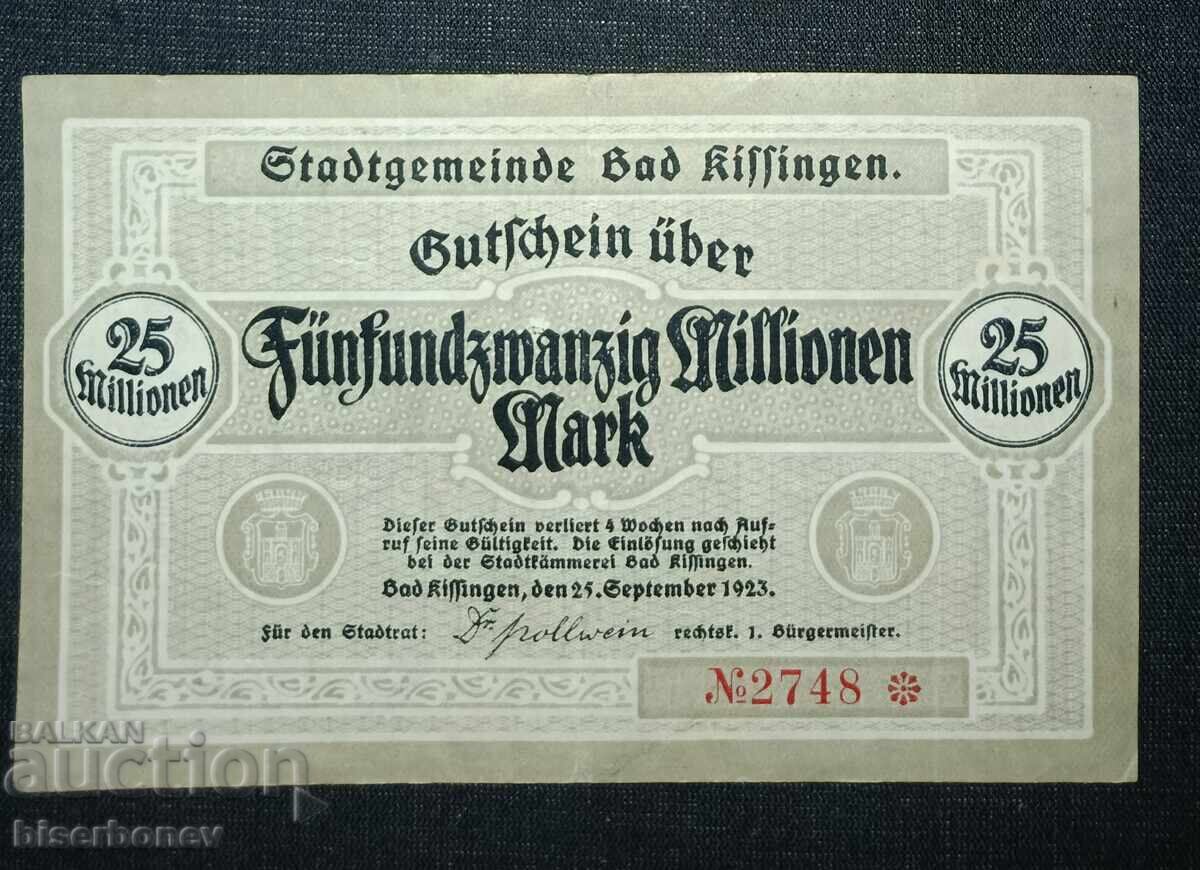 Stadtgemeinde Bad Kissingen.
Gutschein über
Fünfundzwanzig Millionen
Mark
25
Millionen
25
Millionen
Dieser Gutschein verliert 4 Wochen nach Auf=
ruf seine Gültigkeit. Die Einlösung geschieht
bei der Stadtkämmerei Bad Kissingen.
Bad Kissingen, den 25. September 1923.
Für den Stadtrat: Dr. Pollwein rechtsk. 1. Bürgermeister.
№2748
BALKAN
auction
biserbonev